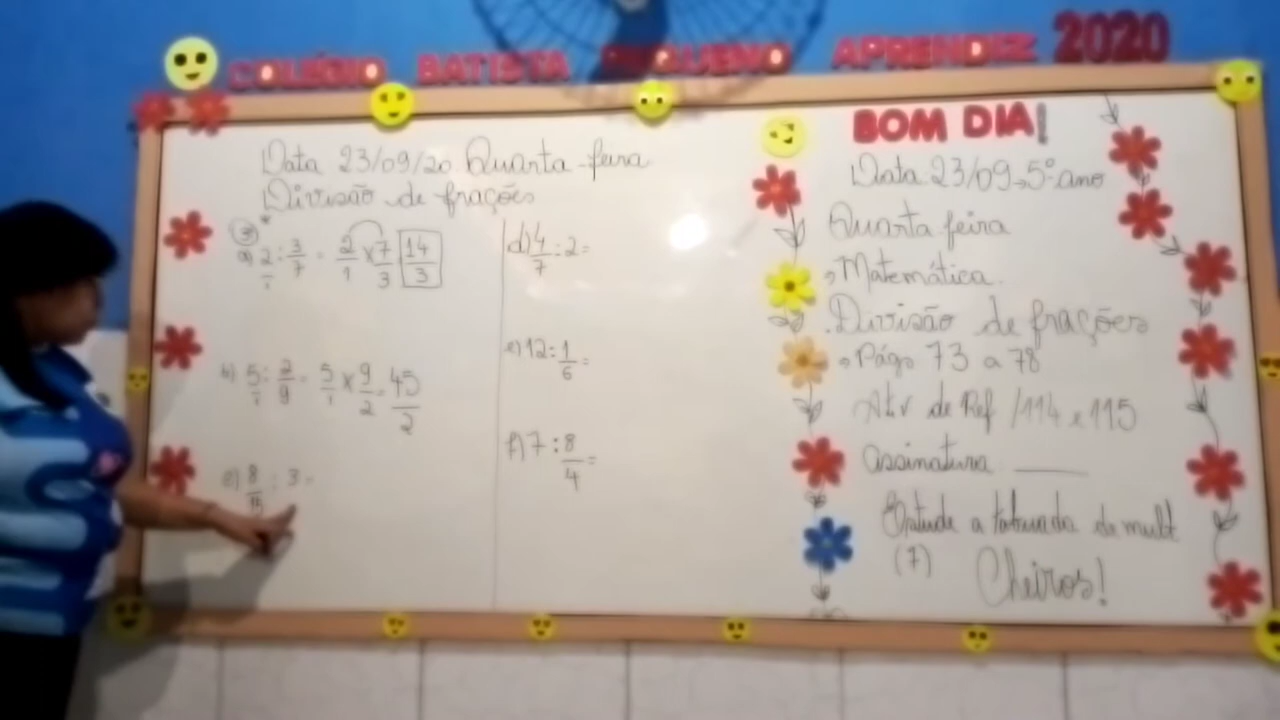 COLÉGIO BATISTA PEQUENO APRENDIZ 2020
Data 23/09/20 Quarta-feira
Divisão de frações
a) 2/1 : 3/7 = 2/1 x 7/3 14/3
b) 5/1 : 2/9 = 5/1 x 9/2 = 45/2
c) 8/15 : 3 =
d) 4/7 : 2 =
e) 12 : 1/6 =
f) 7 : 8/4 =
BOM DIA!
Data 23/09 → 5º ano
Quarta-feira
Matemática
Divisão de frações
Págs 73 a 78
Ativ de Ref /114 e 115
Assinatura ______
Estude a tabuada de mult
(7) Cheiros!